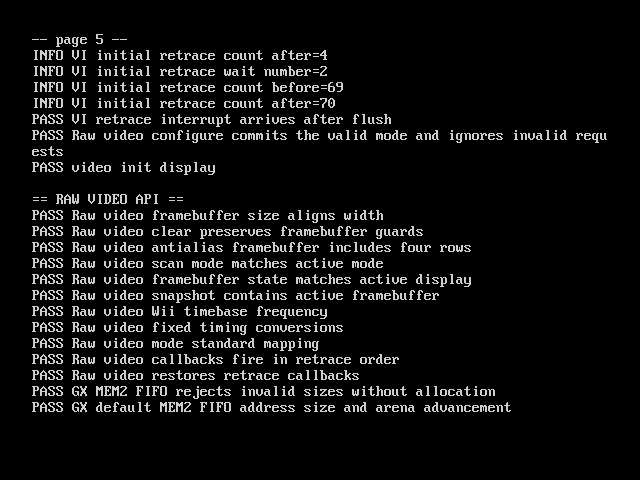 -- page 5 --
INFO VI initial retrace count after=4
INFO VI initial retrace wait number=2
INFO VI initial retrace count before=69
INFO VI initial retrace count after=70
PASS VI retrace interrupt arrives after flush
PASS Raw video configure commits the valid mode and ignores invalid requ
ests
PASS video init display

== RAW VIDEO API ==
PASS Raw video framebuffer size aligns width
PASS Raw video clear preserves framebuffer guards
PASS Raw video antialias framebuffer includes four rows
PASS Raw video scan mode matches active mode
PASS Raw video framebuffer state matches active display
PASS Raw video snapshot contains active framebuffer
PASS Raw video Wii timebase frequency
PASS Raw video fixed timing conversions
PASS Raw video mode standard mapping
PASS Raw video callbacks fire in retrace order
PASS Raw video restores retrace callbacks
PASS GX MEM2 FIFO rejects invalid sizes without allocation
PASS GX default MEM2 FIFO address size and arena advancement